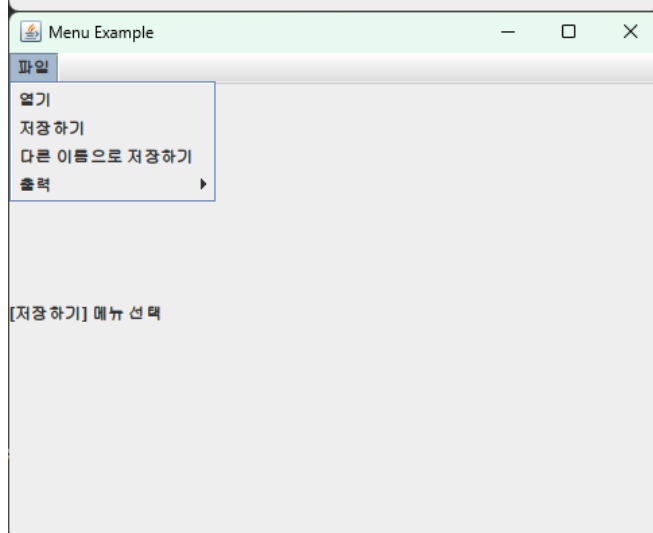 Menu Example
파일
열기
저장하기
다른 이름으로 저장하기
출력
[저장하기] 메뉴 선택